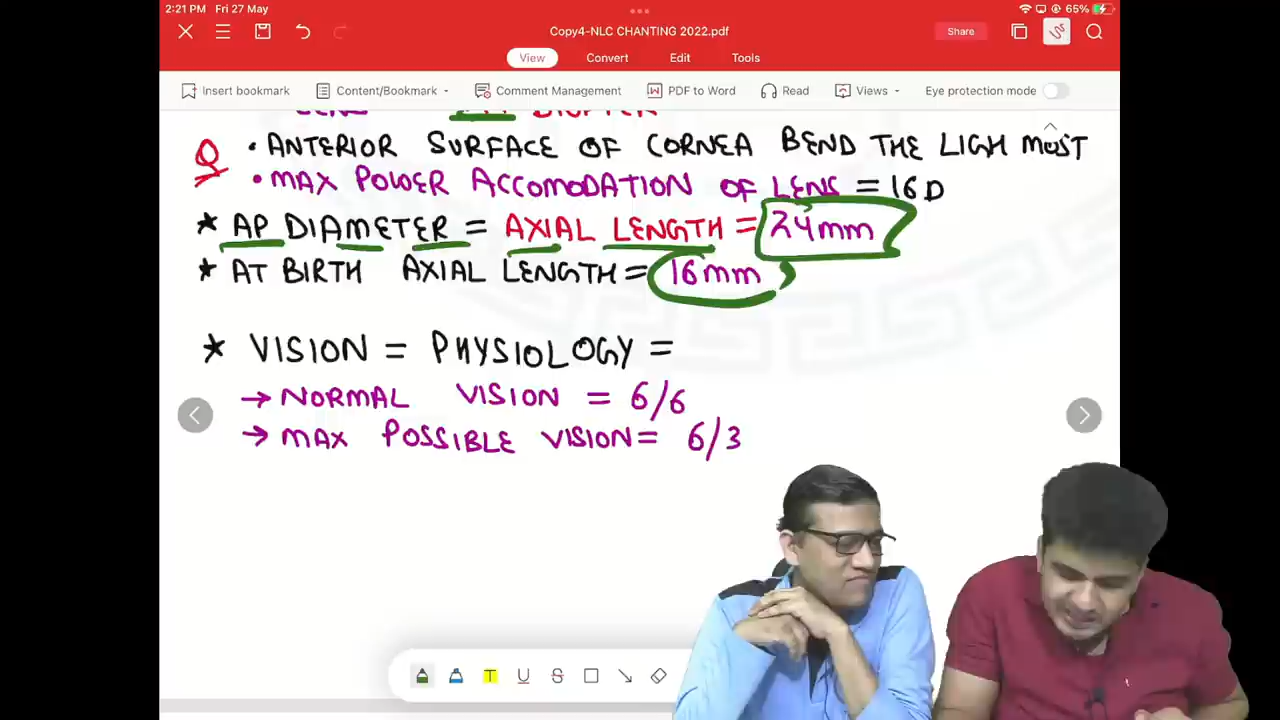 2:21 PM Fri 27 May
65%
Copy4-NLC CHANTING 2022.pdf
Share
View Convert Edit Tools
Insert bookmark Content/Bookmark Comment Management PDF to Word Read Views Eye protection mode
• ANTERIOR SURFACE OF CORNEA BEND THE LIGH MOST
Q
• MAX POWER ACCOMODATION OF LENS = 16D
* AP DIAMETER = AXIAL LENGTH = 24mm
* AT BIRTH AXIAL LENGTH = 16mm
* VISION = PHYSIOLOGY =
→ NORMAL VISION = 6/6
→ MAX POSSIBLE VISION = 6/3
T U S